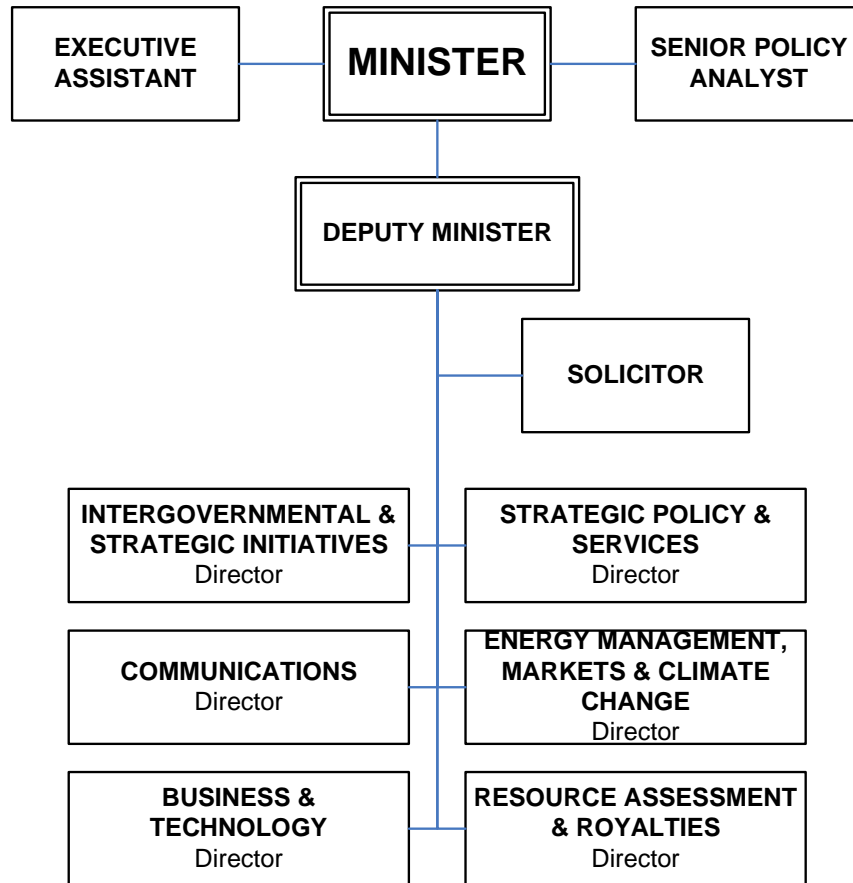 EXECUTIVE
ASSISTANT
MINISTER
SENIOR POLICY
ANALYST
DEPUTY MINISTER
SOLICITOR
INTERGOVERNMENTAL &
STRATEGIC INITIATIVES
Director
STRATEGIC POLICY &
SERVICES
Director
COMMUNICATIONS
Director
ENERGY MANAGEMENT,
MARKETS & CLIMATE
CHANGE
Director
BUSINESS &
TECHNOLOGY
Director
RESOURCE ASSESSMENT
& ROYALTIES
Director